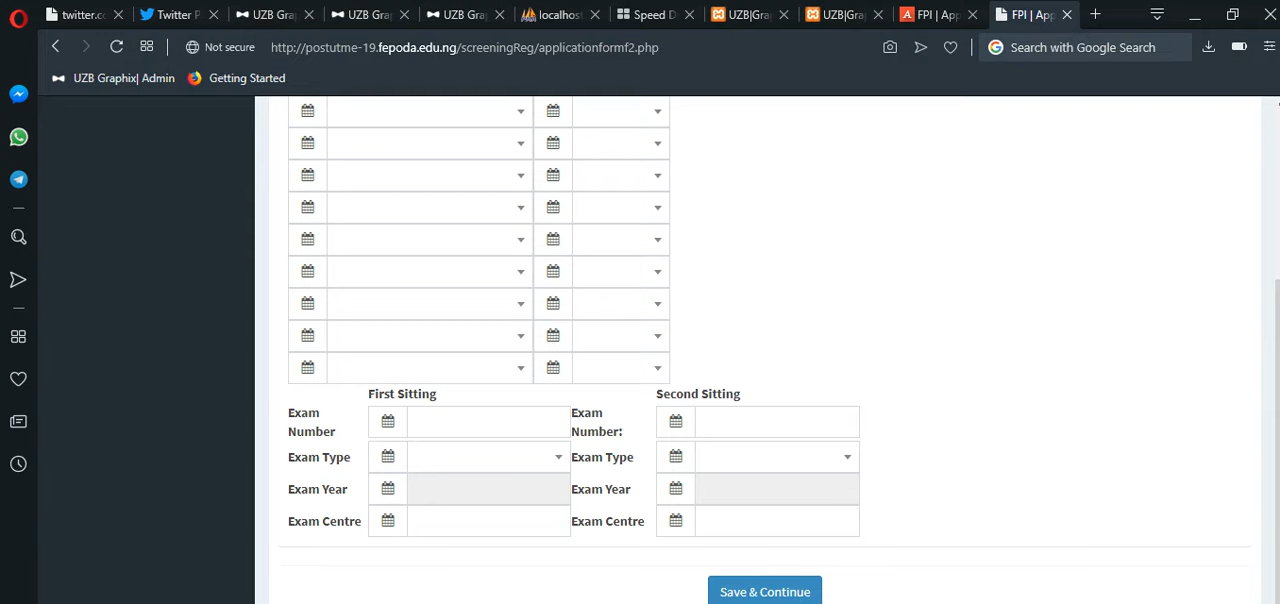 twitter.cc Twitter P UZB Gra UZB Gra UZB Gra localhos Speed D UZB|Gra UZB|Gra FPI | App FPI | App
Not secure http://postutme-19.fepoda.edu.ng/screeningReg/applicationformf2.php Search with Google Search
UZB Graphix| Admin Getting Started
First Sitting Second Sitting
Exam Number Exam Number:
Exam Type Exam Type
Exam Year Exam Year
Exam Centre Exam Centre
Save & Continue